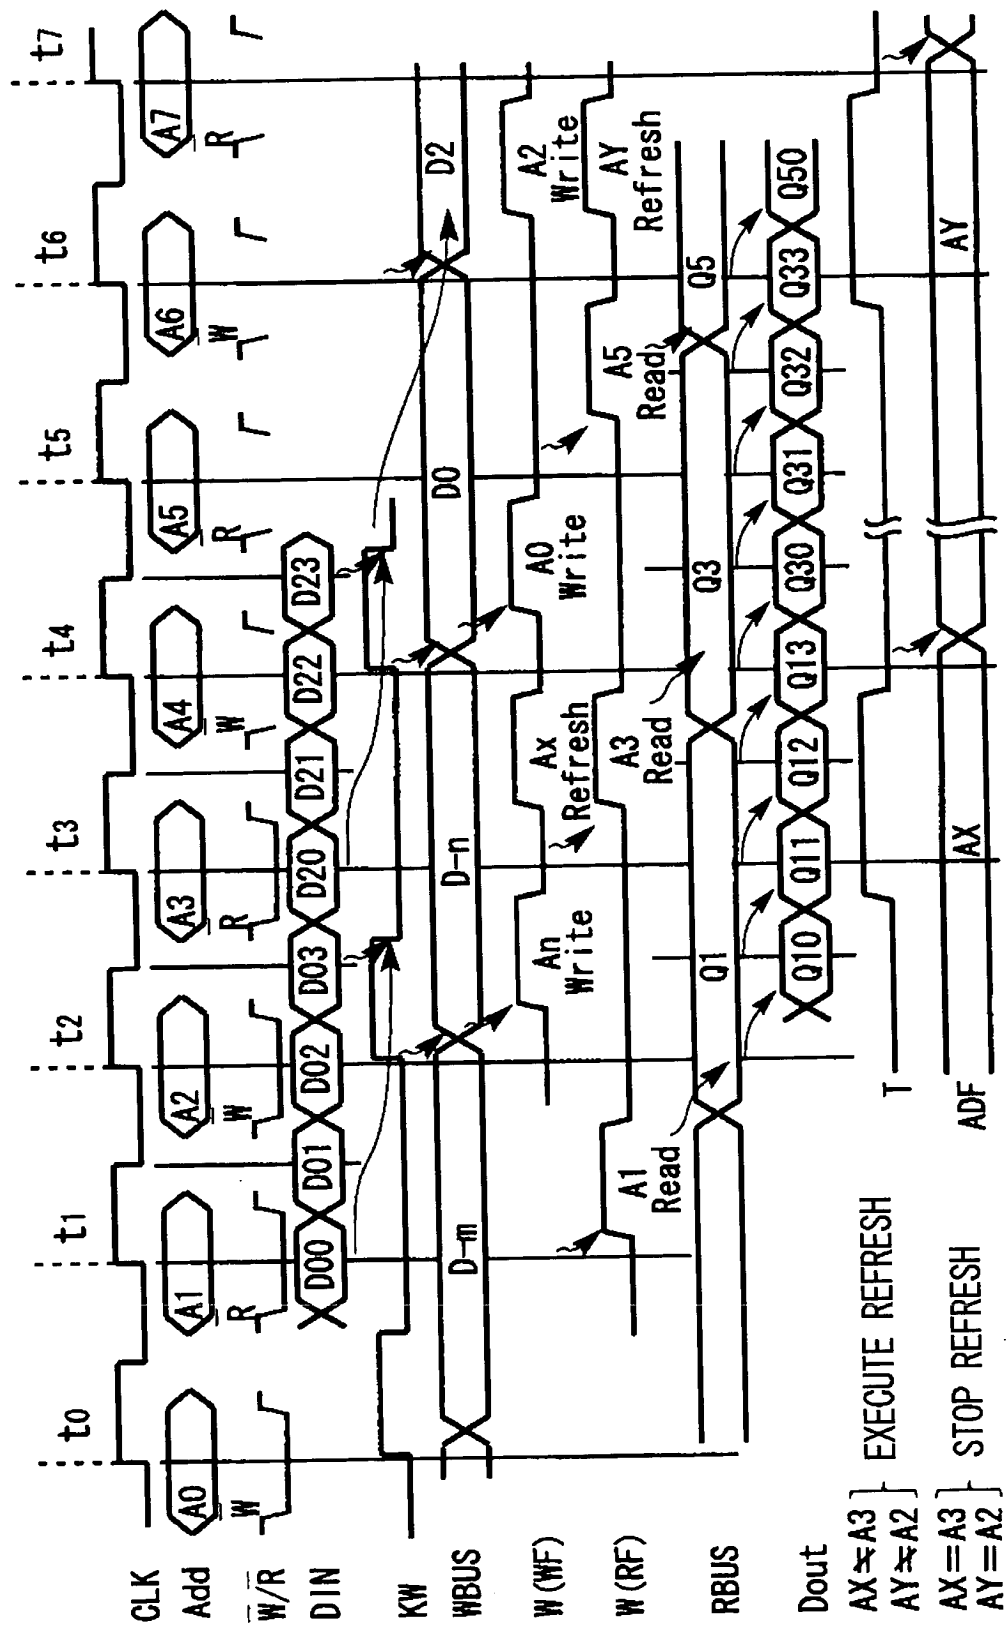 t0 t1 t2 t3 t4 t5 t6 t7
CLK
Add A0 A1 A2 A3 A4 A5 A6 A7
W̅/R̅ W̅ R̅ W̅ R̅ W̅ R̅ W̅ R̅
DIN D00 D01 D02 D03 D20 D21 D22 D23
KW
WBUS D-m D-n D0 D2
W(WF) An Ax A0 A2
Write Refresh Write Write
W(RF) A1 A3 A5 AY
Read Read Read Refresh
RBUS Q1 Q3 Q5
Dout Q10 Q11 Q12 Q13 Q30 Q31 Q32 Q33 Q50
AX≒A3
AY≒A2
EXECUTE REFRESH T
AX=A3
AY=A2
STOP REFRESH ADF AX AY